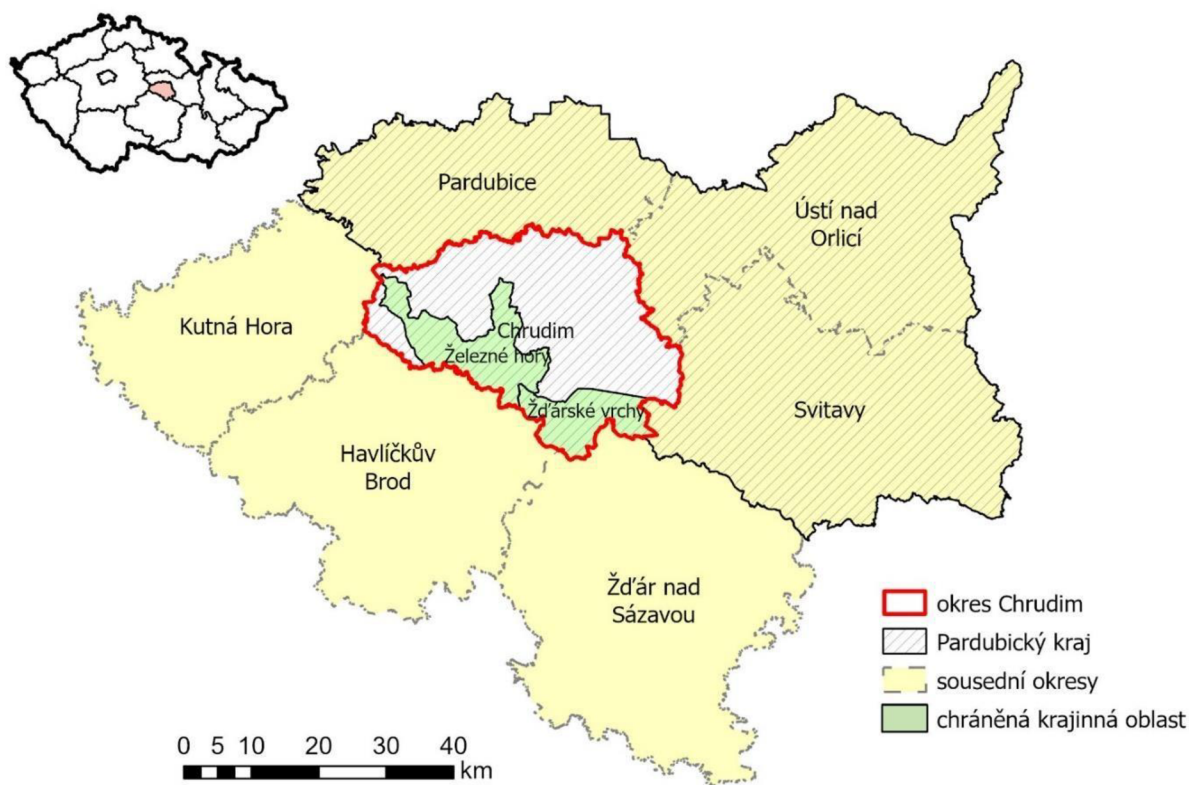 Pardubice
Ústí nad
Orlicí
Kutná Hora
Chrudim
Železné hory
Žďárské vrchy
Svitavy
Havlíčkův
Brod
Žďár nad
Sázavou
okres Chrudim
Pardubický kraj
sousední okresy
chráněná krajinná oblast
0 5 10 20 30 40
km